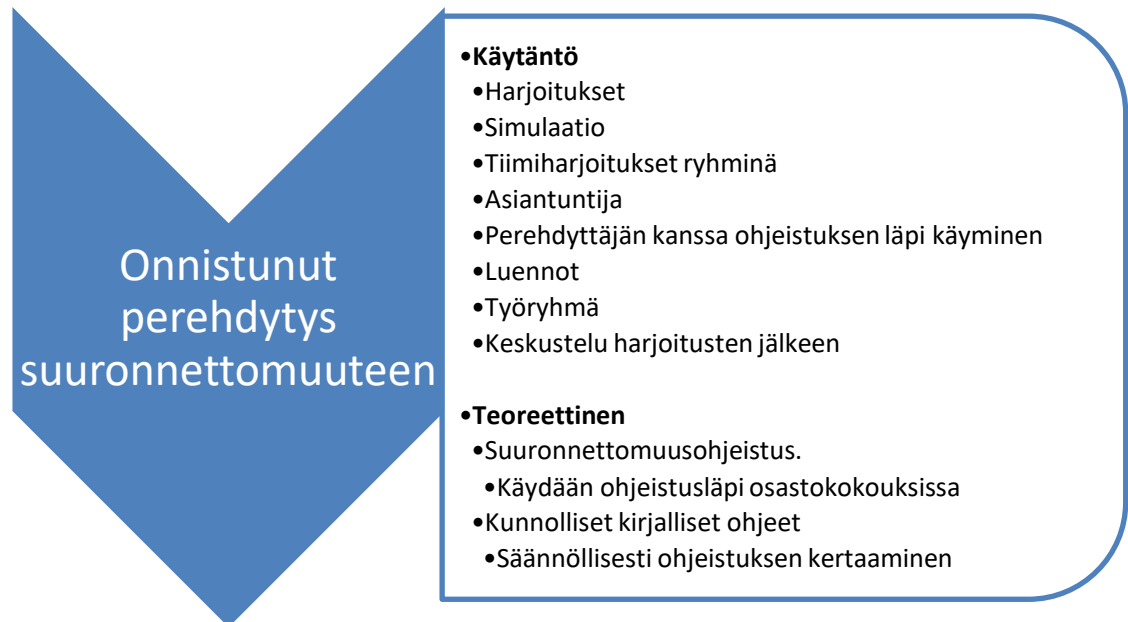 Onnistunut
perehdytys
suuronnettomuuteen
•Käytäntö
•Harjoitukset
•Simulaatio
•Tiimiharjoitukset ryhminä
•Asiantuntija
•Perehdyttäjän kanssa ohjeistuksen läpi käyminen
•Luennot
•Työryhmä
•Keskustelu harjoitusten jälkeen
•Teoreettinen
•Suuronnettomuusohjeistus.
•Käydään ohjeistusläpi osastokokouksissa
•Kunnolliset kirjalliset ohjeet
•Säännöllisesti ohjeistuksen kertaaminen